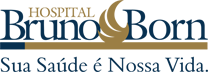 HOSPITAL
Bruno Born
Sua Saúde é Nossa Vida.